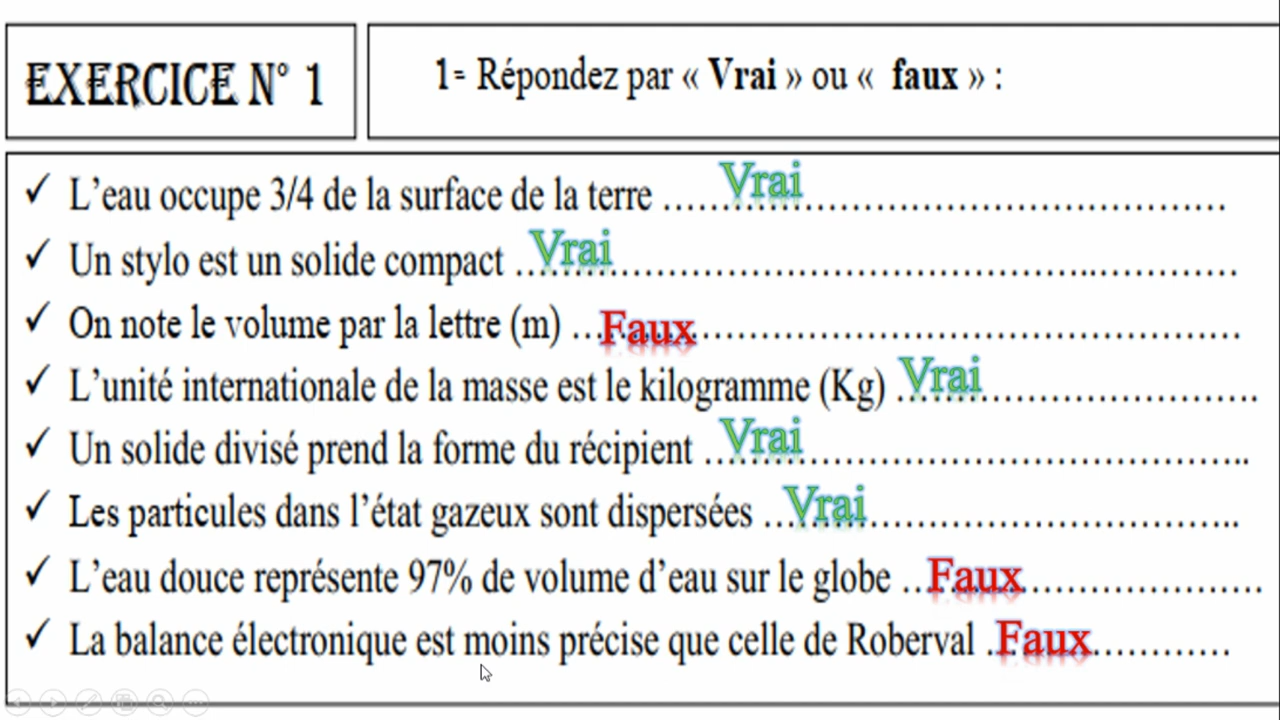 EXERCICE N° 1
1- Répondez par « Vrai » ou « faux » :
✓ L’eau occupe 3/4 de la surface de la terre ……Vrai……………………………………
✓ Un stylo est un solide compact …Vrai……………………………………..…………
✓ On note le volume par la lettre (m) …Faux……………………………………………
✓ L’unité internationale de la masse est le kilogramme (Kg) …Vrai……………………….
✓ Un solide divisé prend la forme du récipient …Vrai…………………………………..
✓ Les particules dans l’état gazeux sont dispersées …Vrai……………………………..
✓ L’eau douce représente 97% de volume d’eau sur le globe …Faux……………………
✓ La balance électronique est moins précise que celle de Roberval …Faux……………